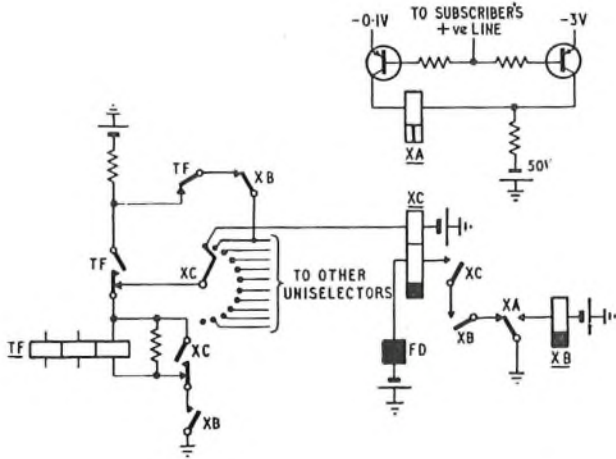 -0·1V
TO SUBSCRIBER'S
+ve LINE
-3V
XA
50V
TF
XB
XC
TF
XC
TO OTHER
UNISELECTORS
XC
XB
XA
XB
FD
TF
XC
XB